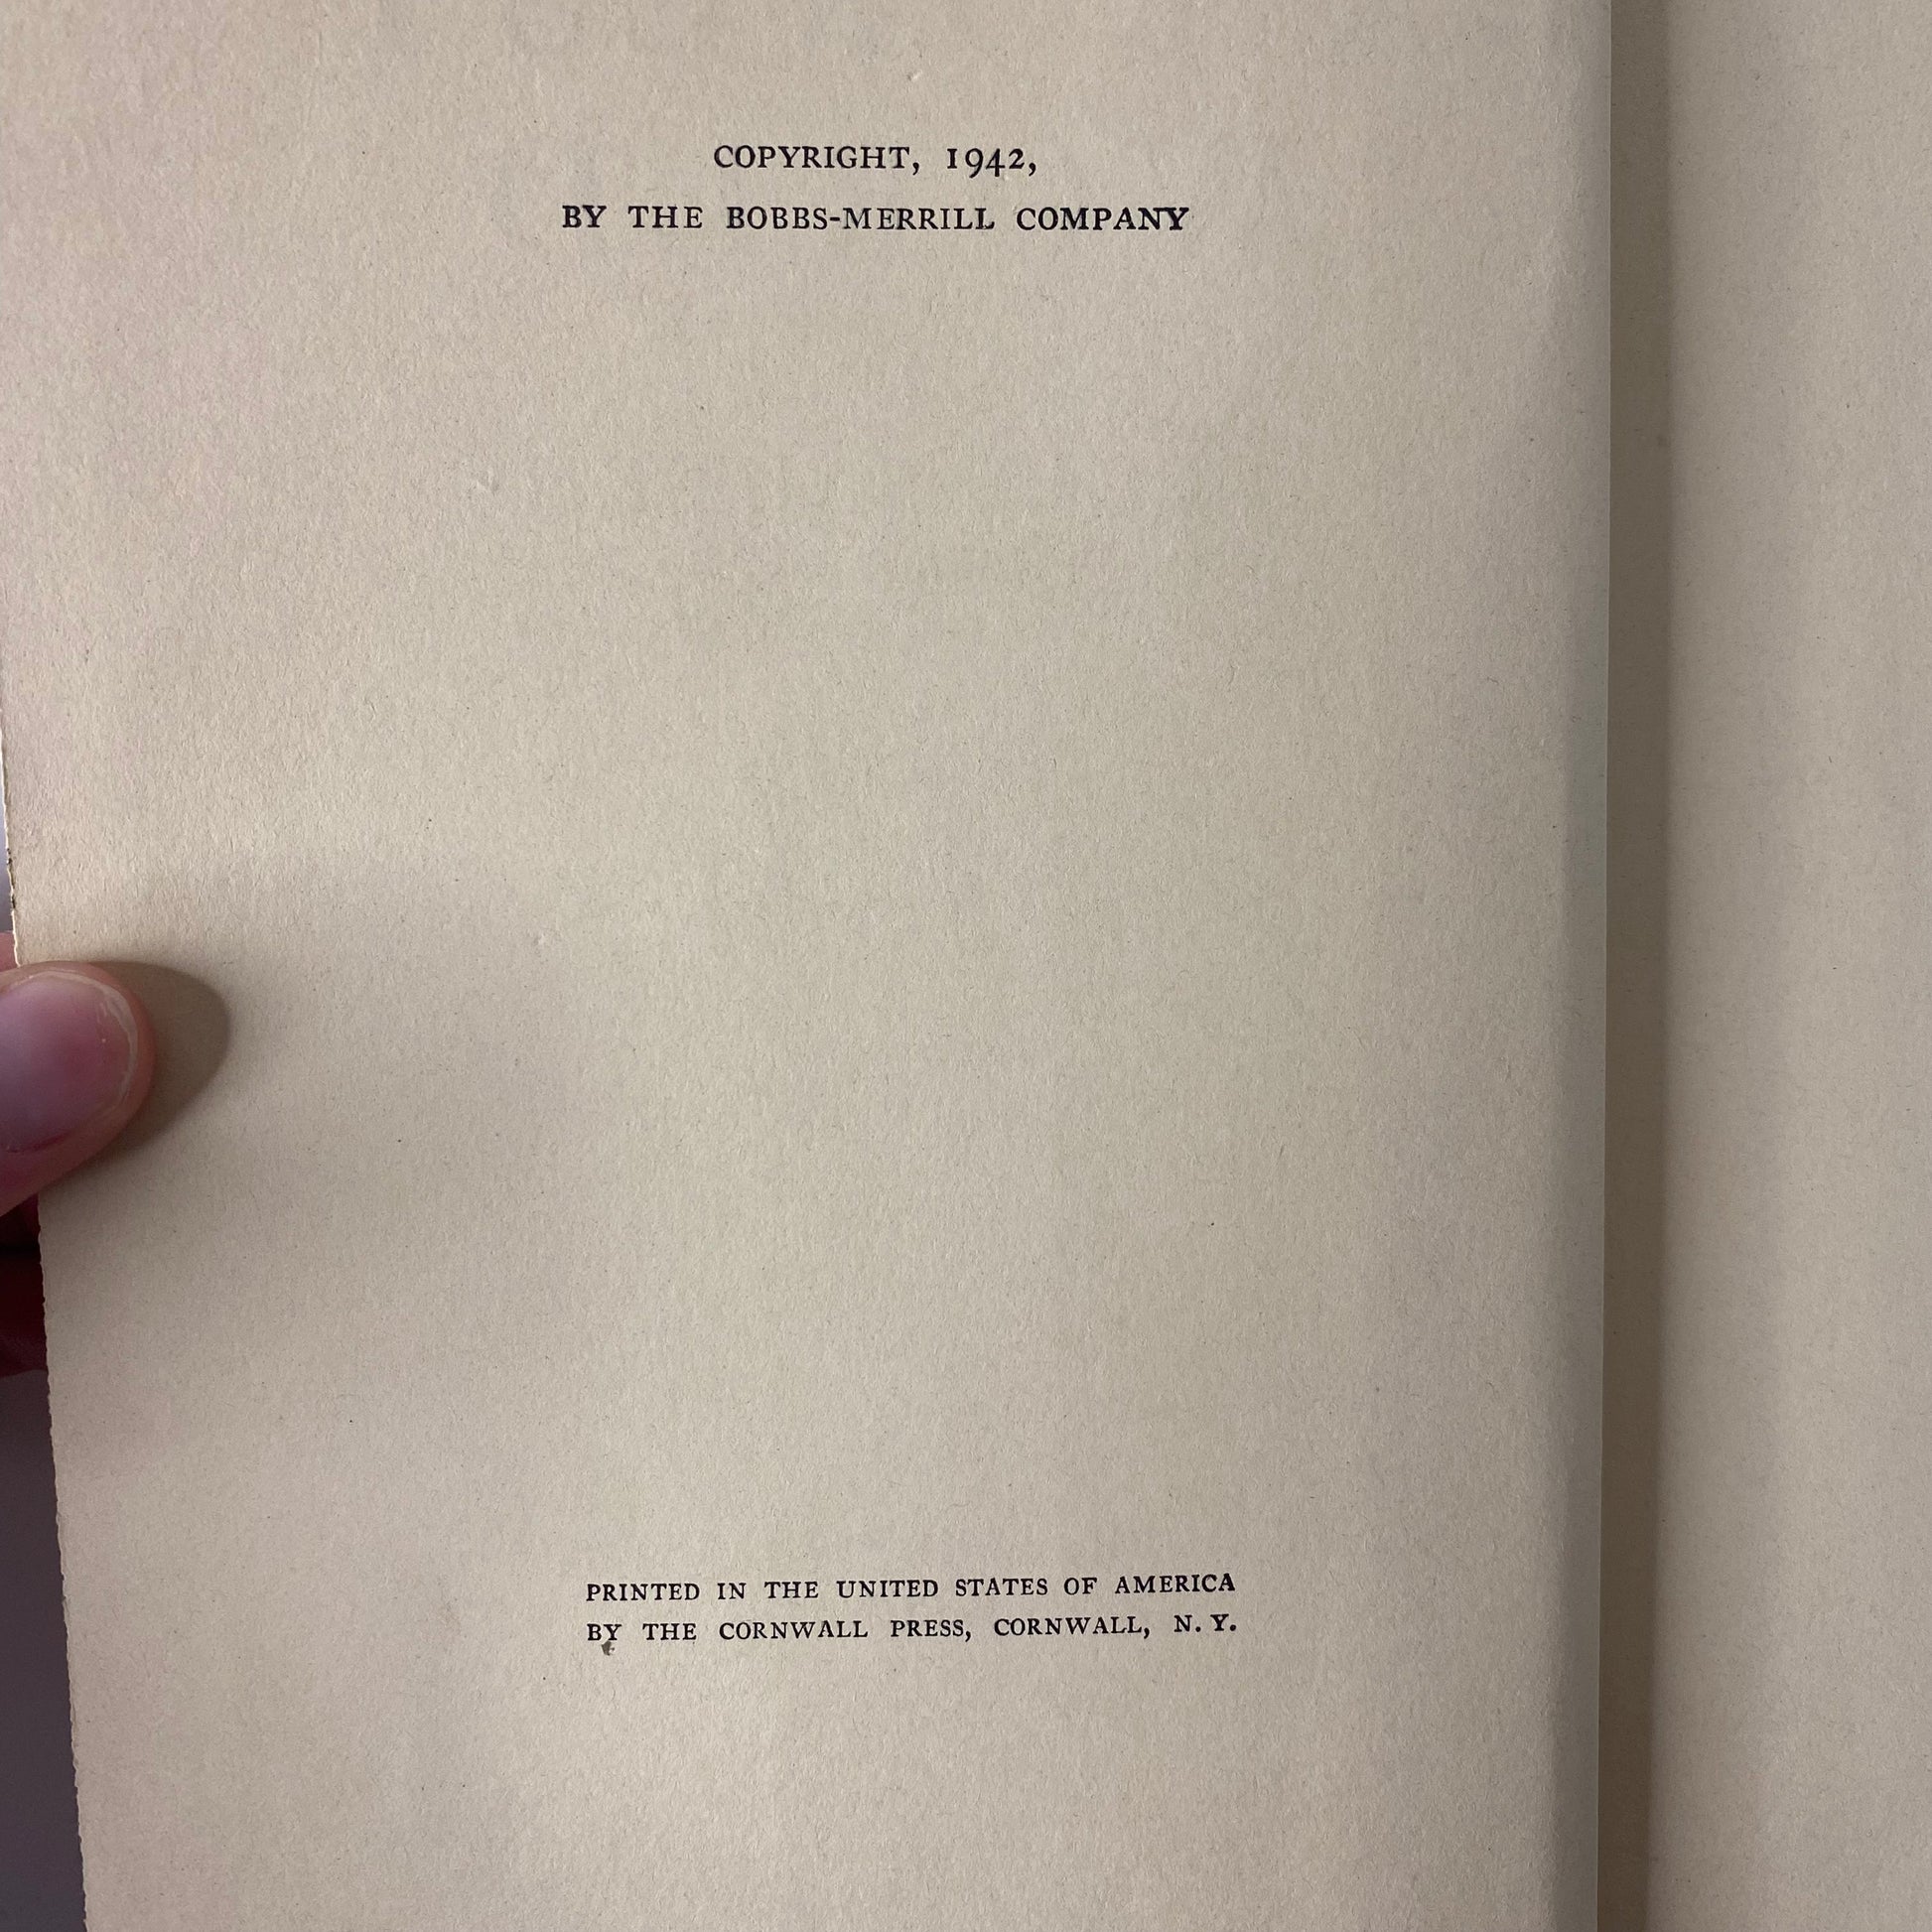 COPYRIGHT, 1942,
BY THE BOBBS-MERRILL COMPANY
PRINTED IN THE UNITED STATES OF AMERICA
BY THE CORNWALL PRESS, CORNWALL, N. Y.